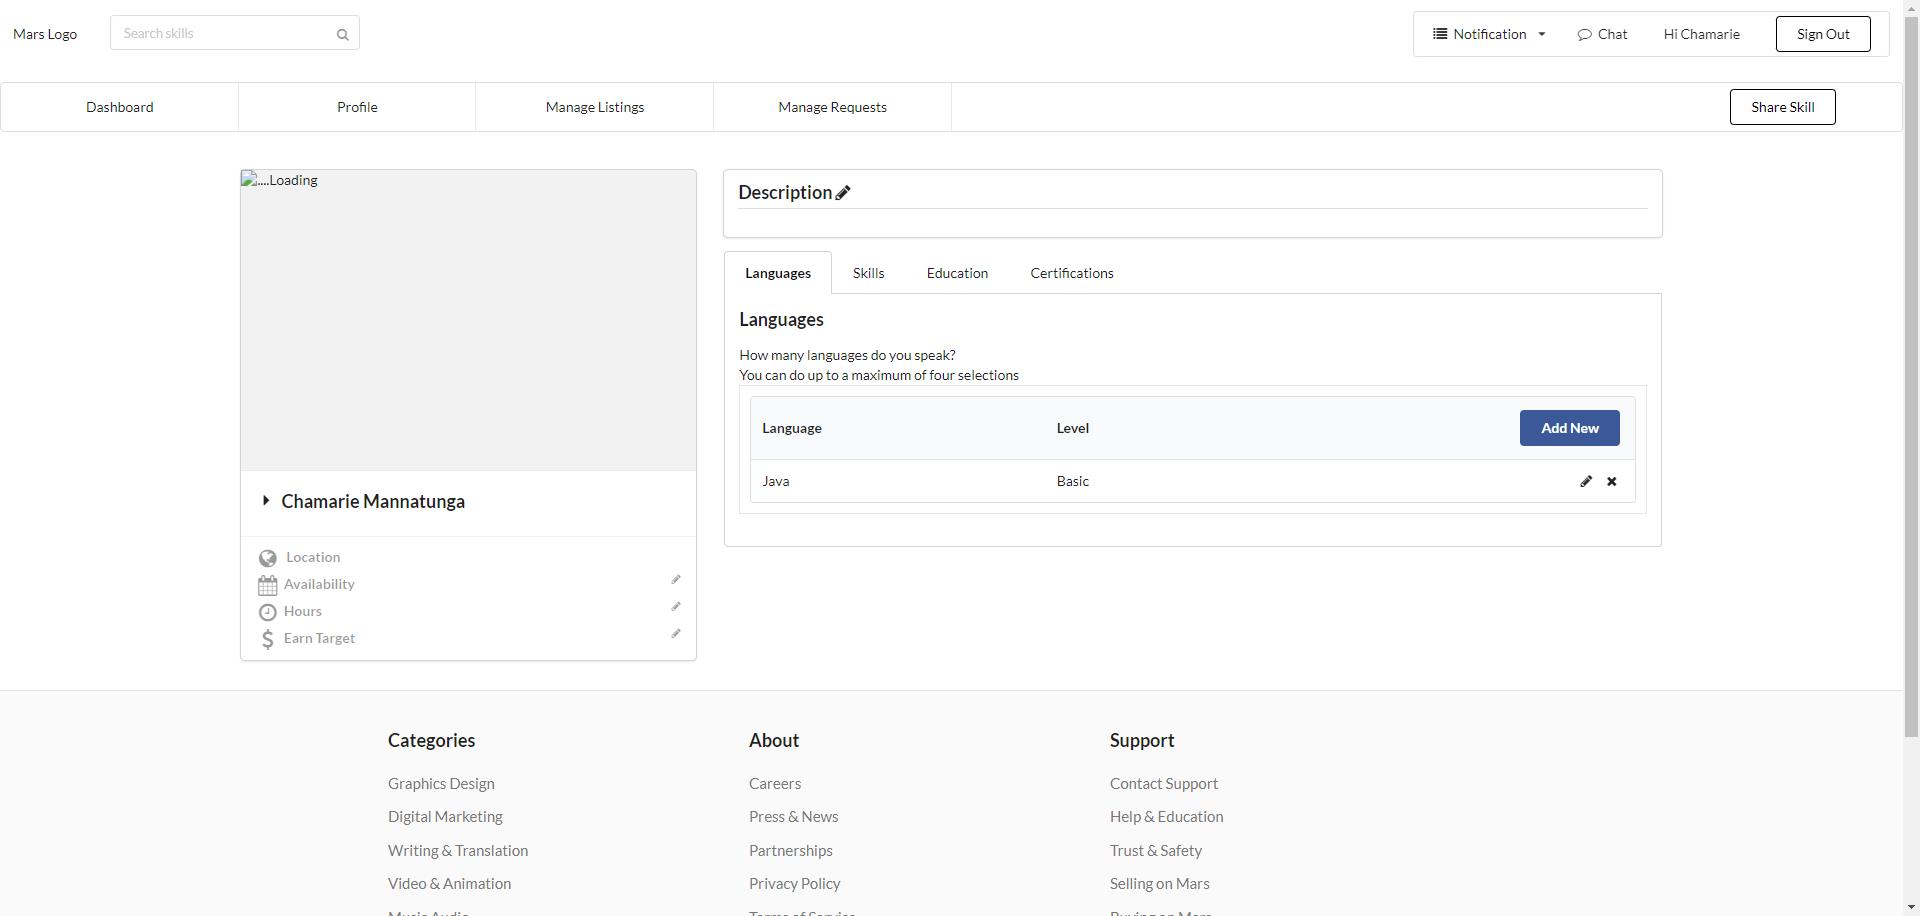 Mars Logo
Search skills
Notification
Chat
Hi Chamarie
Sign Out
Dashboard
Profile
Manage Listings
Manage Requests
Share Skill
....Loading
Chamarie Mannatunga
Location
Availability
Hours
Earn Target
Description
Languages
Skills
Education
Certifications
Languages
How many languages do you speak?
You can do up to a maximum of four selections
Language
Level
Add New
Java
Basic
Categories
Graphics Design
Digital Marketing
Writing & Translation
Video & Animation
About
Careers
Press & News
Partnerships
Privacy Policy
Support
Contact Support
Help & Education
Trust & Safety
Selling on Mars